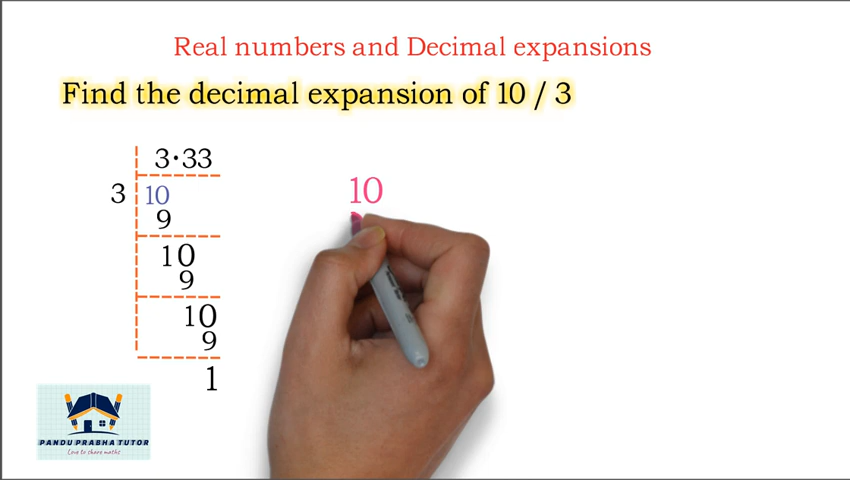 Real numbers and Decimal expansions
Find the decimal expansion of 10 / 3
3·33
3 10
9
10
9
10
9
1
10
PANDU PRABHA TUTOR
Love to share maths